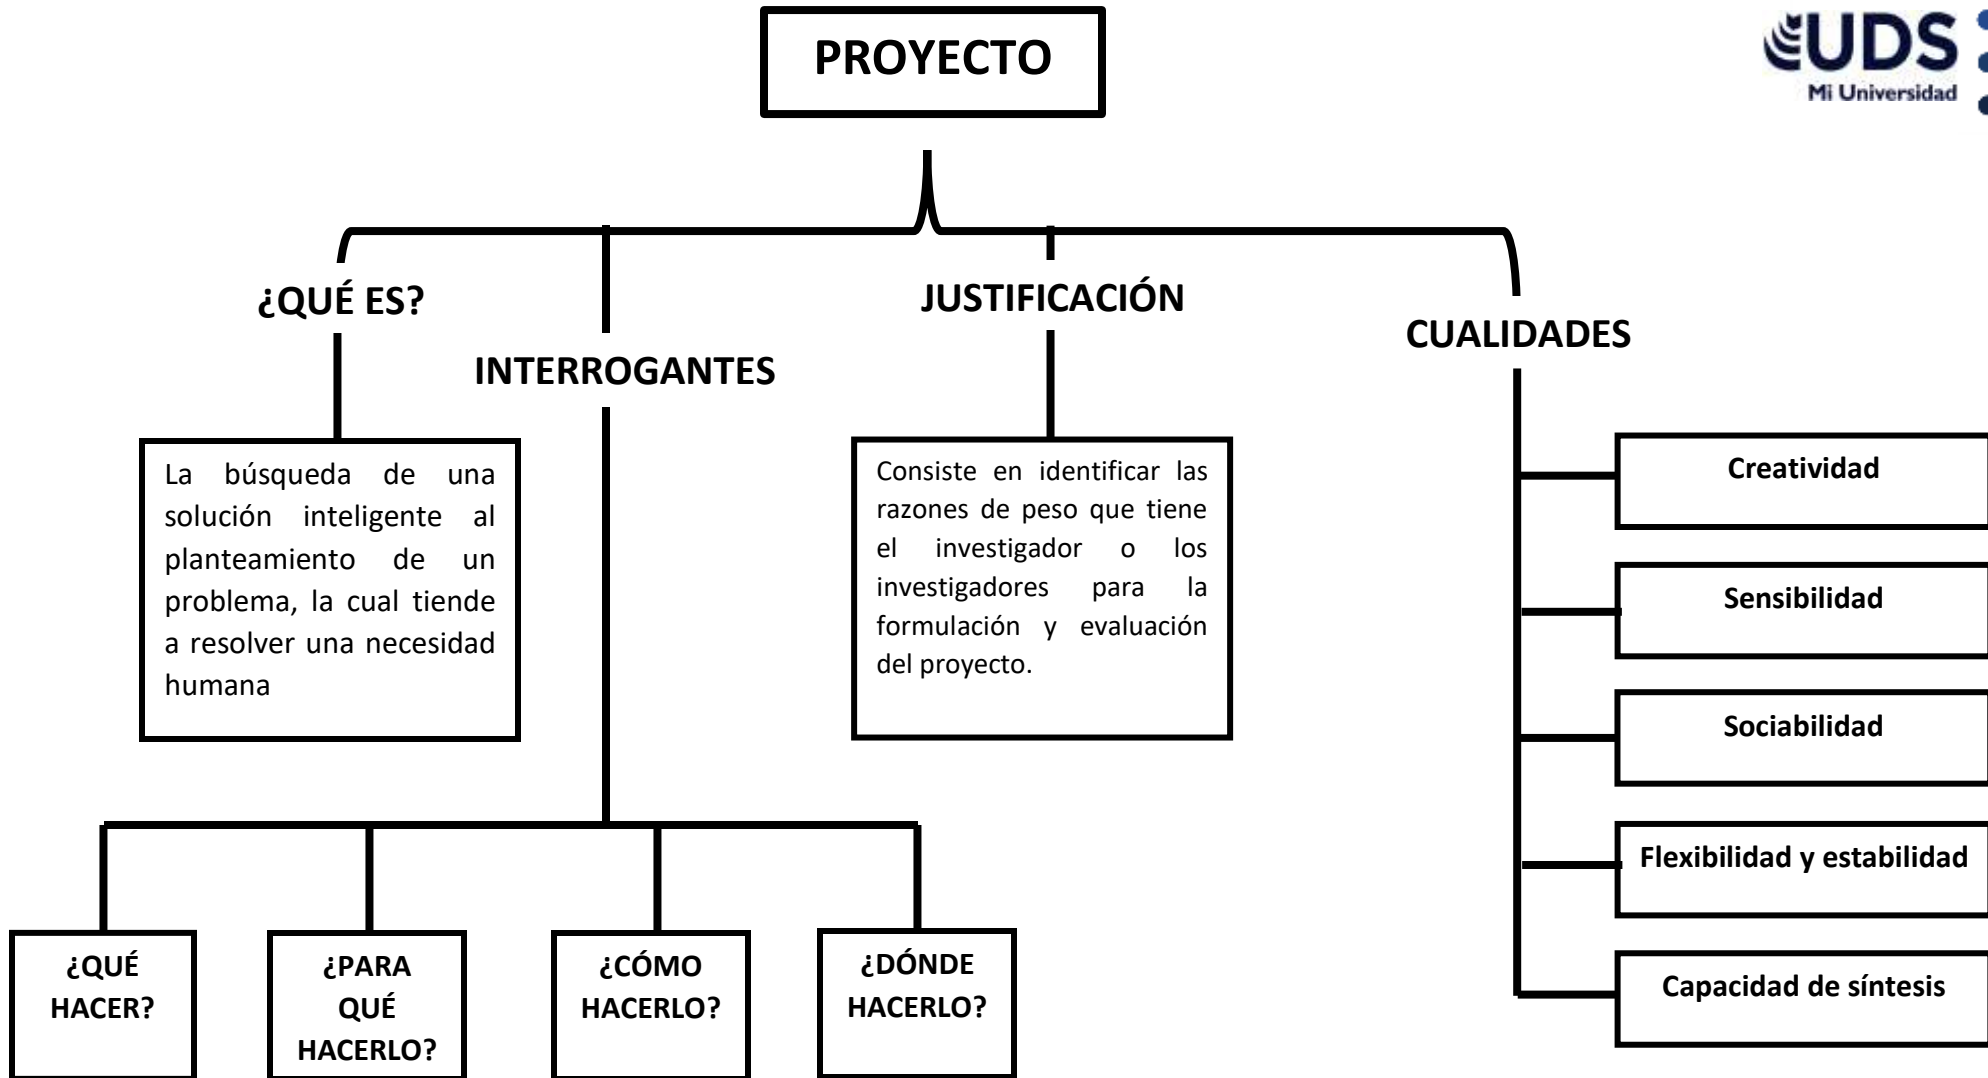 PROYECTO
UDS
Mi Universidad
¿QUÉ ES?
La búsqueda de una
solución inteligente al
planteamiento de un
problema, la cual tiende
a resolver una necesidad
humana
INTERROGANTES
¿QUÉ
HACER?
¿PARA
QUÉ
HACERLO?
¿CÓMO
HACERLO?
¿DÓNDE
HACERLO?
JUSTIFICACIÓN
Consiste en identificar las
razones de peso que tiene
el investigador o los
investigadores para la
formulación y evaluación
del proyecto.
CUALIDADES
Creatividad
Sensibilidad
Sociabilidad
Flexibilidad y estabilidad
Capacidad de síntesis